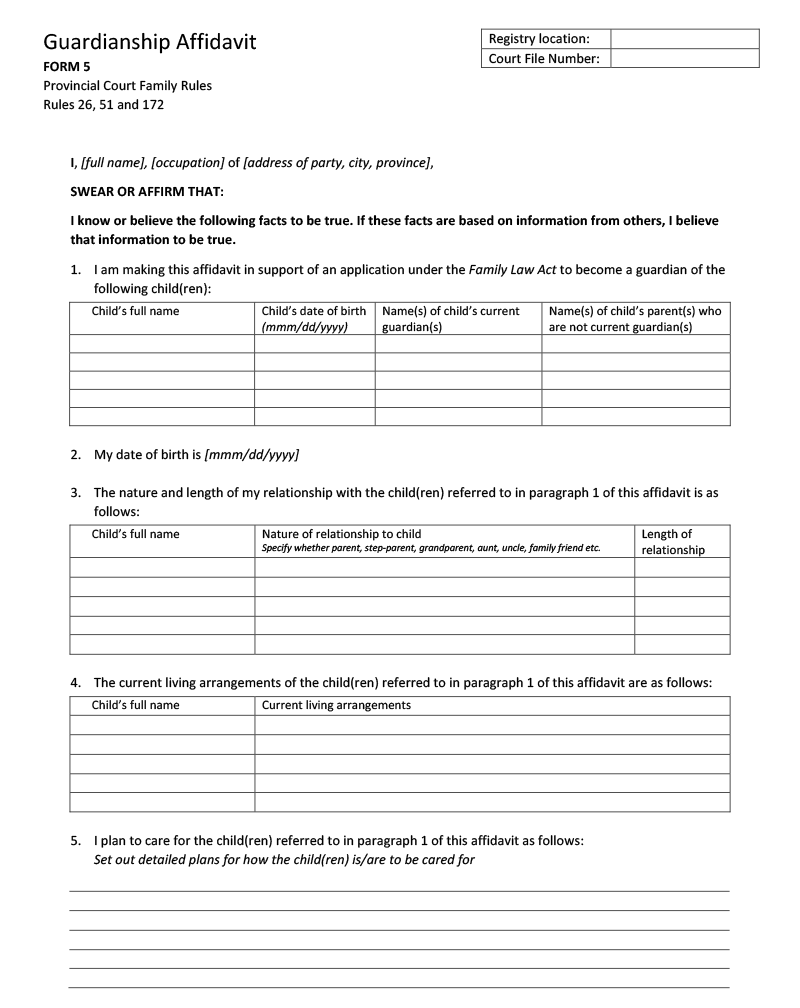 Guardianship Affidavit
FORM 5
Provincial Court Family Rules
Rules 26, 51 and 172
Registry location:
Court File Number:
I, [full name], [occupation] of [address of party, city, province],
SWEAR OR AFFIRM THAT:
I know or believe the following facts to be true. If these facts are based on information from others, I believe
that information to be true.
1. I am making this affidavit in support of an application under the Family Law Act to become a guardian of the
following child(ren):
Child's full name
Child's date of birth
(mmm/dd/yyyy)
Name(s) of child's current
guardian(s)
Name(s) of child's parent(s) who
are not current guardian(s)
2. My date of birth is [mmm/dd/yyyy]
3. The nature and length of my relationship with the child(ren) referred to in paragraph 1 of this affidavit is as
follows:
Child's full name
Nature of relationship to child
Specify whether parent, step-parent, grandparent, aunt, uncle, family friend etc.
Length of
relationship
4. The current living arrangements of the child(ren) referred to in paragraph 1 of this affidavit are as follows:
Child's full name
Current living arrangements
5. I plan to care for the child(ren) referred to in paragraph 1 of this affidavit as follows:
Set out detailed plans for how the child(ren) is/are to be cared for